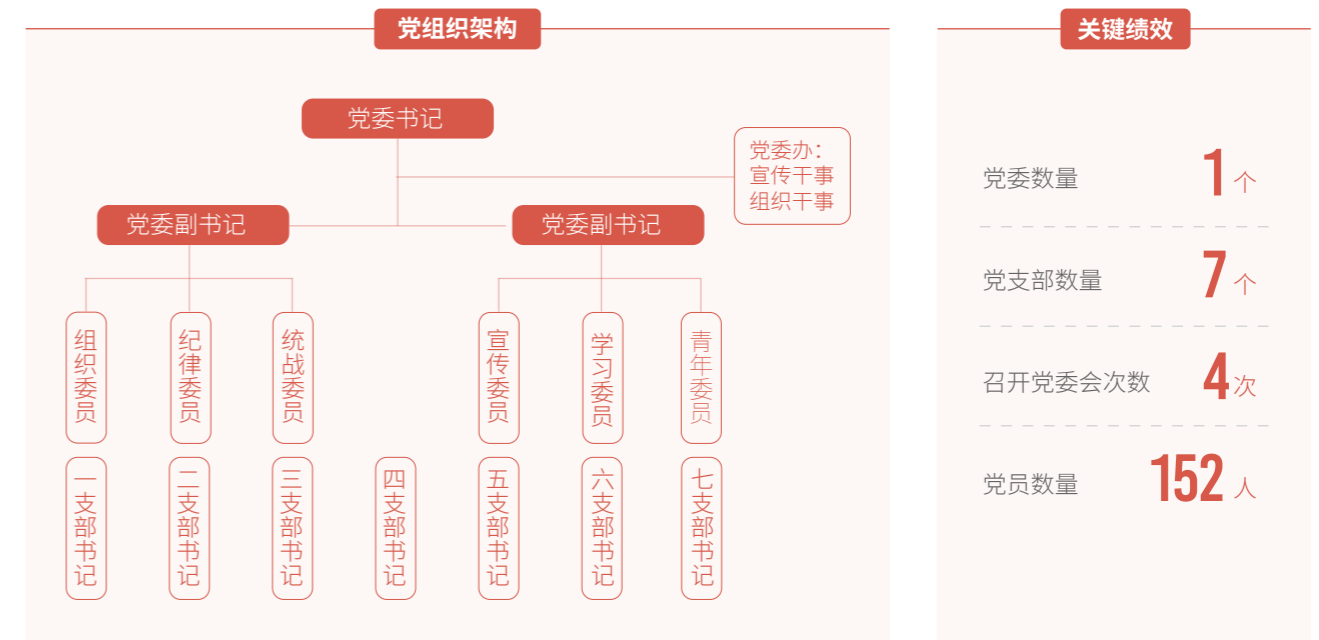 党组织架构
党委书记
党委办：
宣传干事
组织干事
党委副书记
党委副书记
组织委员
纪律委员
统战委员
宣传委员
学习委员
青年委员
一支部书记
二支部书记
三支部书记
四支部书记
五支部书记
六支部书记
七支部书记
关键绩效
党委数量 1 个
党支部数量 7 个
召开党委会次数 4 次
党员数量 152 人